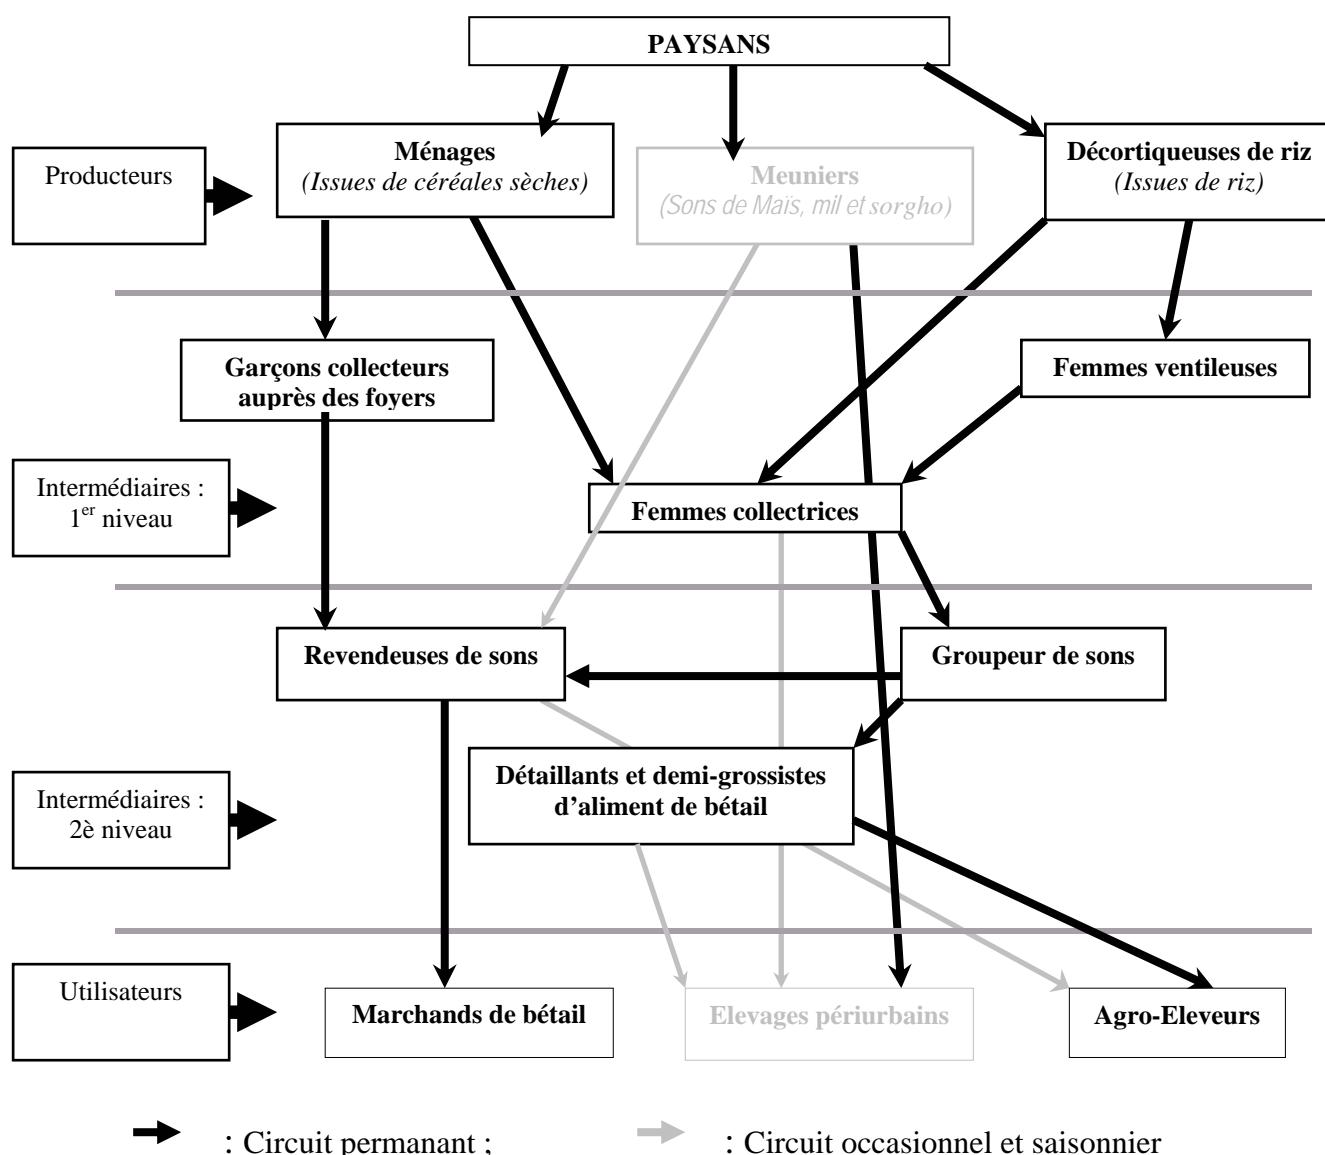 PAYSANS
Ménages
(Issues de céréales sèches)
Meuniers
(Sons de Maïs, mil et sorgho)
Décortiqueuses de riz
(Issues de riz)
Producteurs
Garçons collecteurs
auprès des foyers
Femmes ventileuses
Intermédiaires :
1er niveau
Femmes collectrices
Revendeuses de sons
Groupeur de sons
Détaillants et demi-grossistes
d’aliment de bétail
Intermédiaires :
2è niveau
Utilisateurs
Marchands de bétail
Elevages périurbains
Agro-Eleveurs
: Circuit permanant ;
: Circuit occasionnel et saisonnier